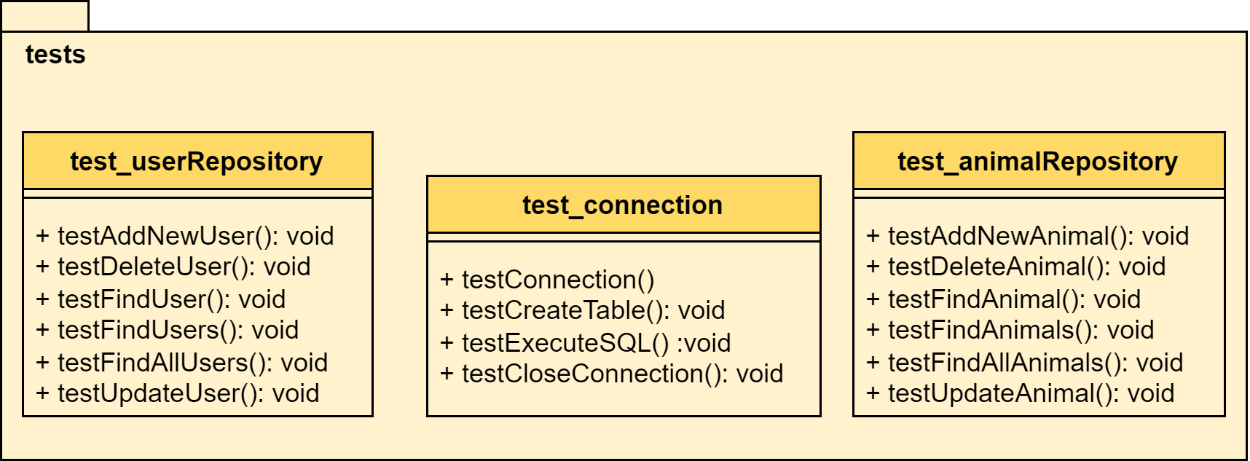 tests
test_userRepository
+ testAddNewUser(): void
+ testDeleteUser(): void
+ testFindUser(): void
+ testFindUsers(): void
+ testFindAllUsers(): void
+ testUpdateUser(): void
test_connection
+ testConnection()
+ testCreateTable(): void
+ testExecuteSQL() :void
+ testCloseConnection(): void
test_animalRepository
+ testAddNewAnimal(): void
+ testDeleteAnimal(): void
+ testFindAnimal(): void
+ testFindAnimals(): void
+ testFindAllAnimals(): void
+ testUpdateAnimal(): void